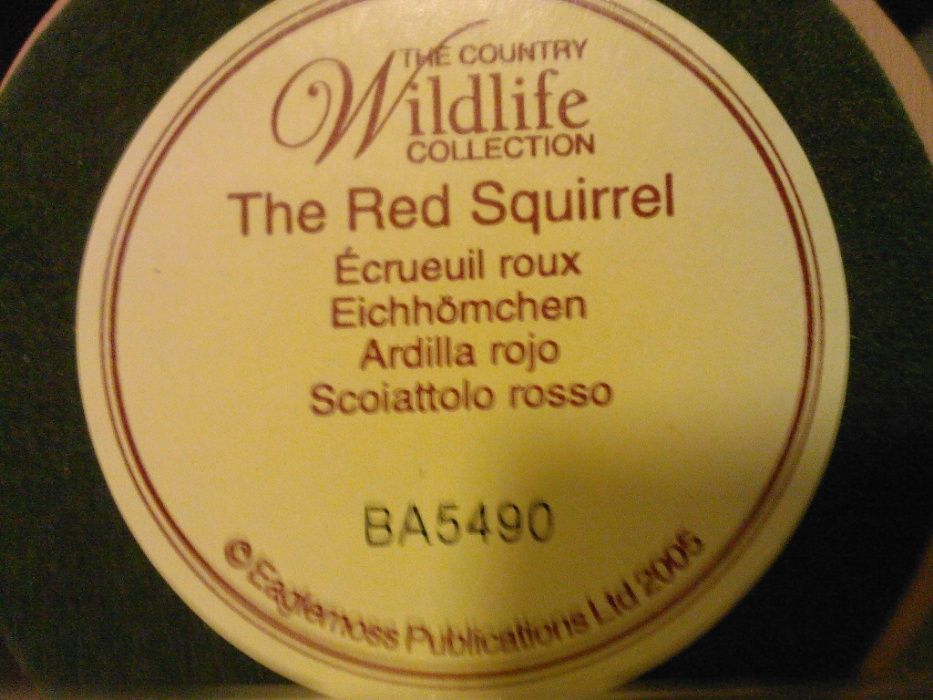 THE COUNTRY
Wildlife
COLLECTION
The Red Squirrel
Écrueuil roux
Eichhömchen
Ardilla rojo
Scoiattolo rosso
BA5490
© Eaglemoss Publications Ltd 2005